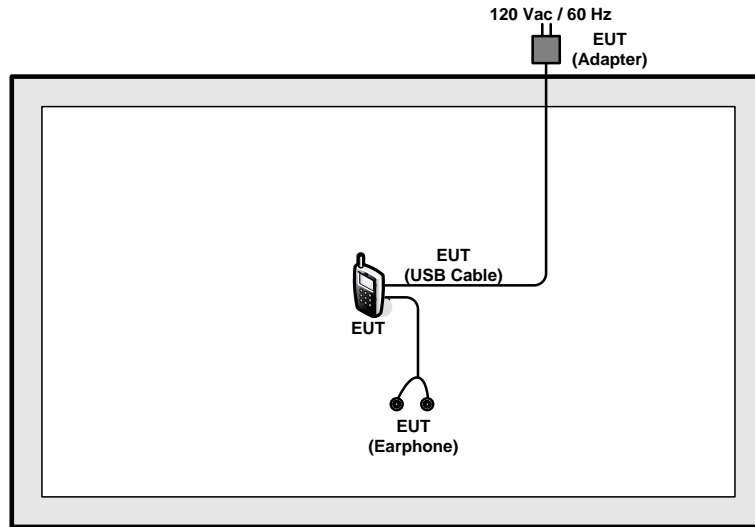 120 Vac / 60 Hz
EUT
(Adapter)
EUT
(USB Cable)
EUT
EUT
(Earphone)